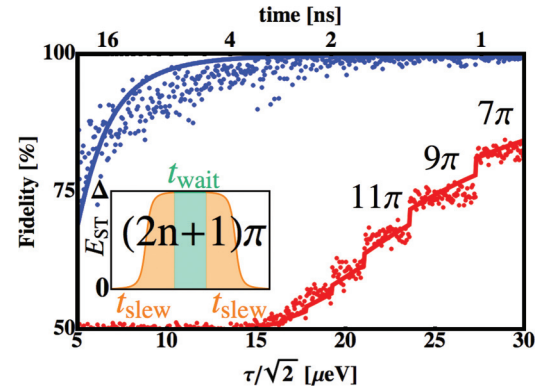 time [ns]
16 4 2 1
100
75
50
Fidelity [%]
7π
9π
11π
t_wait
Δ
E_ST
(2n+1)π
0
t_slew t_slew
5 10 15 20 25 30
τ/√2 [μeV]